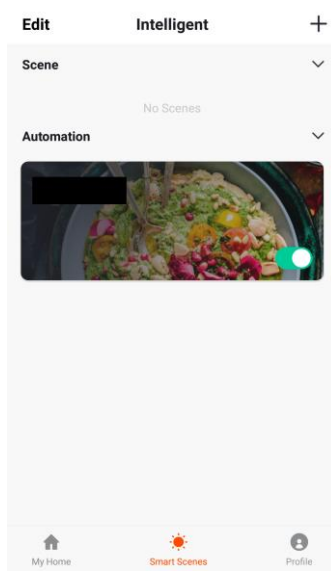 Edit Intelligent +
Scene
No Scenes
Automation
My Home Smart Scenes Profile